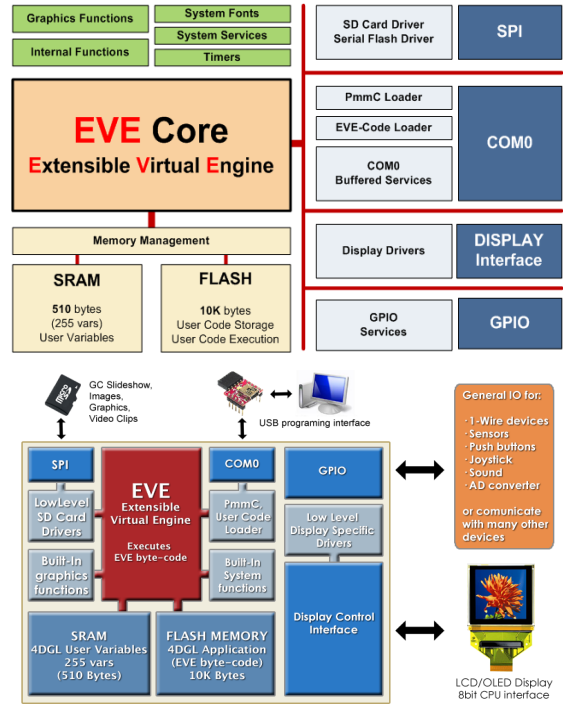 Graphics Functions
System Fonts
System Services
Internal Functions
Timers
SD Card Driver
Serial Flash Driver
SPI
EVE Core
Extensible Virtual Engine
PmmC Loader
EVE-Code Loader
COM0
Buffered Services
COM0
Memory Management
SRAM
510 bytes
(255 vars)
User Variables
FLASH
10K bytes
User Code Storage
User Code Execution
Display Drivers
DISPLAY
Interface
GPIO
Services
GPIO
micro
GC Slideshow,
Images,
Graphics,
Video Clips
USB programing interface
General IO for:
· 1-Wire devices
· Sensors
· Push buttons
· Joystick
· Sound
· AD converter
or comunicate
with many other
devices
SPI
EVE
Extensible
Virtual Engine
Executes
EVE byte-code
COM0
GPIO
LowLevel
SD Card
Drivers
PmmC,
User Code
Loader
Low Level
Display Specific
Drivers
Built-In
graphics
functions
Built-In
System
functions
Display Control
Interface
SRAM
4DGL User Variables
255 vars
(510 Bytes)
FLASH MEMORY
4DGL Application
(EVE byte-code)
10K Bytes
LCD/OLED Display
8bit CPU interface